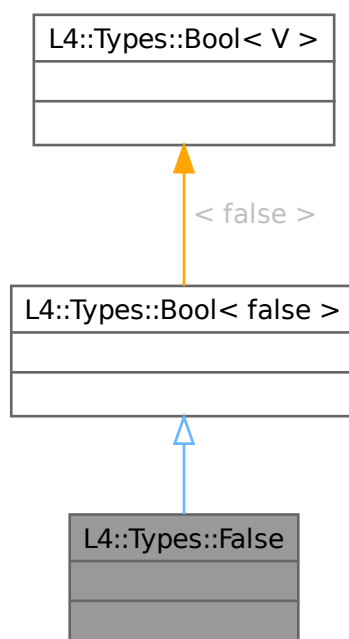 L4::Types::Bool< V >
< false >
L4::Types::Bool< false >
L4::Types::False